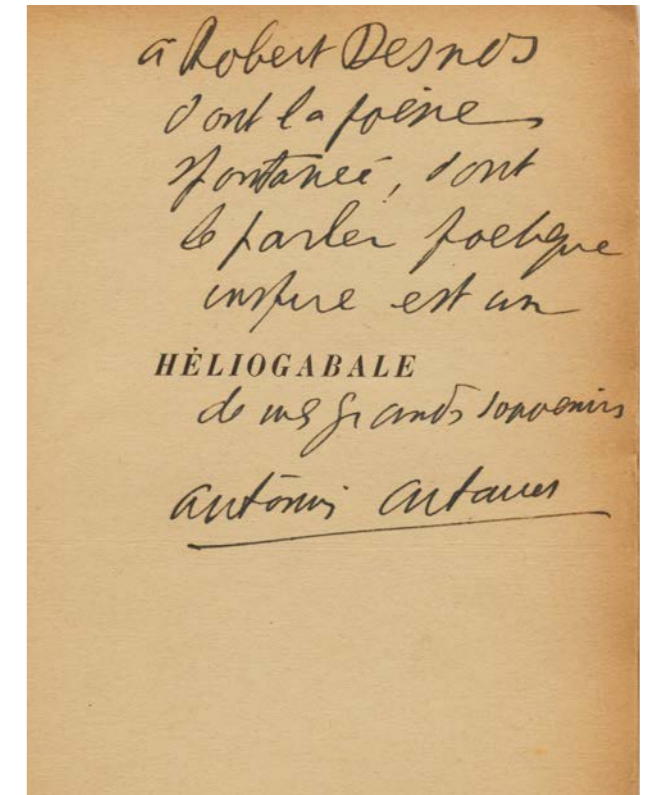 à Robert Desnos
dont la poésie
spontanée, dont
le parler poétique
inspiré est un
HÉLIOGABALE
de mes grands souvenirs
Antonin Artaud